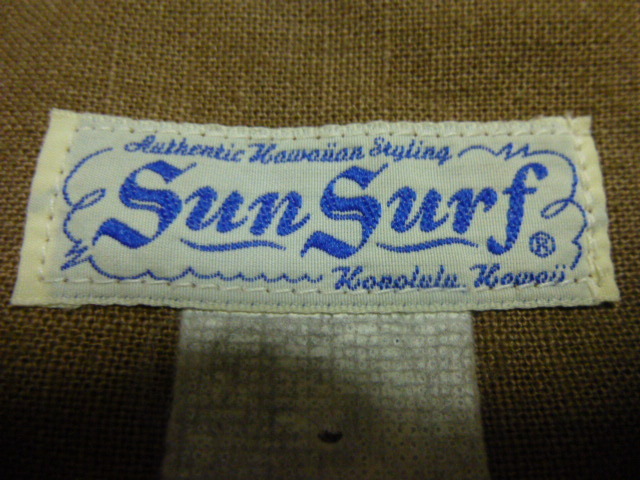 Authentic Hawaiian Styling
Sun Surf ®
Honolulu, Hawaii